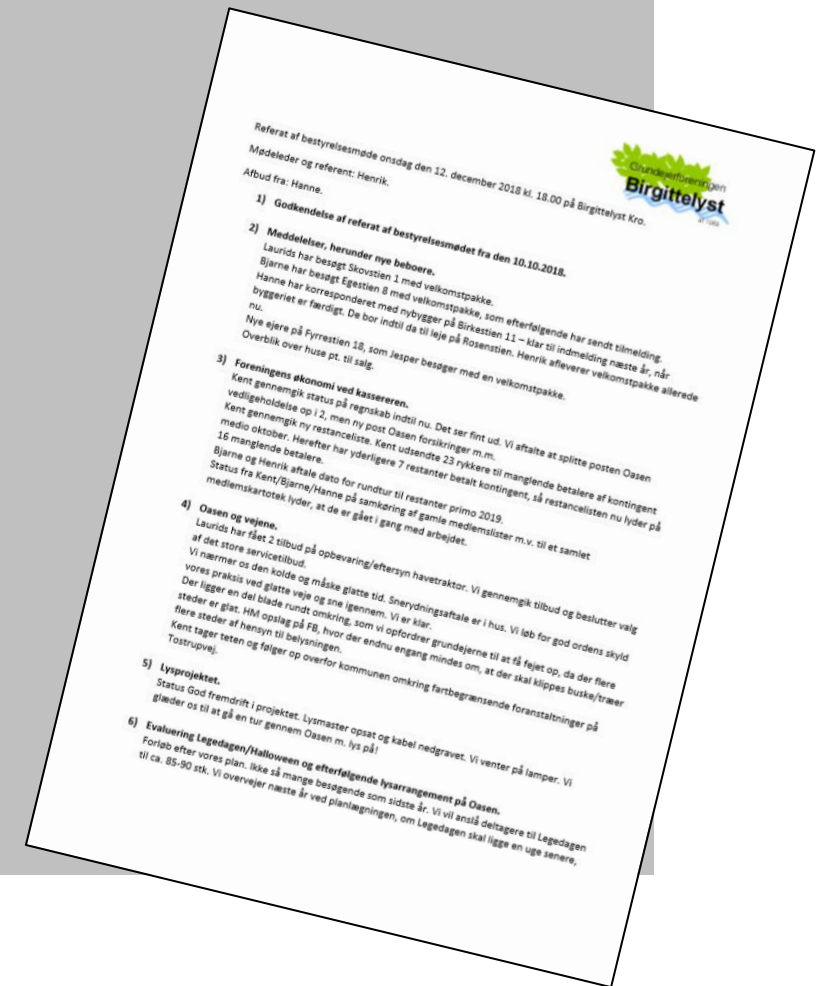 Grundejerforeningen
Birgittelyst
Referat af bestyrelsesmøde onsdag den 12. december 2018 kl. 18.00 på Birgittelyst Kro.
Mødeleder og referent: Henrik.
Afbud fra: Hanne.
1) Godkendelse af referat af bestyrelsesmødet fra den 10.10.2018.
2) Meddelelser, herunder nye beboere.
Laurids har besøgt Skovstien 1 med velkomstpakke.
Bjarne har besøgt Egestien 8 med velkomstpakke, som efterfølgende har sendt tilmelding.
Hanne har korresponderet med nybygger på Birkestien 11 – klar til indmelding næste år, når
byggeriet er færdigt. De bor indtil da til leje på Rosenstien. Henrik afleverer velkomstpakke allerede
nu.
Nye ejere på Fyrrestien 18, som Jesper besøger med en velkomstpakke.
Overblik over huse pt. til salg.
3) Foreningens økonomi ved kassereren.
Kent gennemgik status på regnskab indtil nu. Det ser fint ud. Vi aftalte at splitte posten Oasen
vedligeholdelse op i 2, men ny post Oasen forsikringer m.m.
Kent gennemgik ny restanceliste. Kent udsendte 23 rykkere til manglende betalere af kontingent
medio oktober. Herefter har yderligere 7 restanter betalt kontingent, så restancelisten nu lyder på
16 manglende betalere.
Bjarne og Henrik aftale dato for rundtur til restanter primo 2019.
Status fra Kent/Bjarne/Hanne på samkøring af gamle medlemslister m.v. til et samlet
medlemskartotek lyder, at de er gået i gang med arbejdet.
4) Oasen og vejene.
Laurids har fået 2 tilbud på opbevaring/eftersyn havetraktor. Vi gennemgik tilbud og beslutter valg
af det store servicetilbud.
Vi nærmer os den kolde og måske glatte tid. Snerydningsaftale er i hus. Vi løb for god ordens skyld
vores praksis ved glatte veje og sne igennem. Vi er klar.
Der ligger en del blade rundt omkring, som vi opfordrer grundejerne til at få fejet op, da der flere
steder er glat. HM opslag på FB, hvor der endnu engang mindes om, at der skal klippes buske/træer
flere steder af hensyn til belysningen.
Kent tager teten og følger op overfor kommunen omkring fartbegrænsende foranstaltninger på
Tostrupvej.
5) Lysprojektet.
Status God fremdrift i projektet. Lysmaster opsat og kabel nedgravet. Vi venter på lamper. Vi
glæder os til at gå en tur gennem Oasen m. lys på!
6) Evaluering Legedagen/Halloween og efterfølgende lysarrangement på Oasen.
Forløb efter vores plan. Ikke så mange besøgende som sidste år. Vi vil anslå deltagere til Legedagen
til ca. 85-90 stk. Vi overvejer næste år ved planlægningen, om Legedagen skal ligge en uge senere,